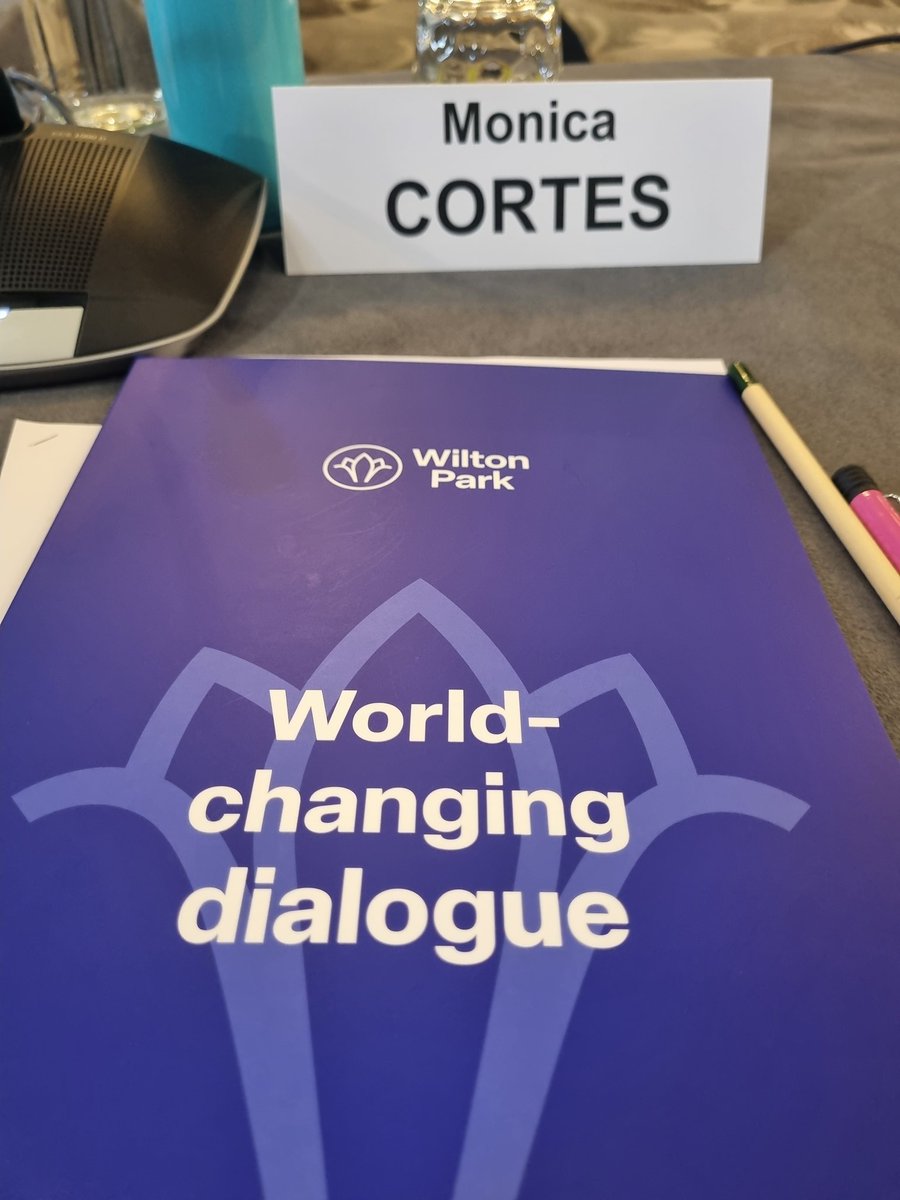 Monica
CORTES
Wilton
Park
World-
changing
dialogue